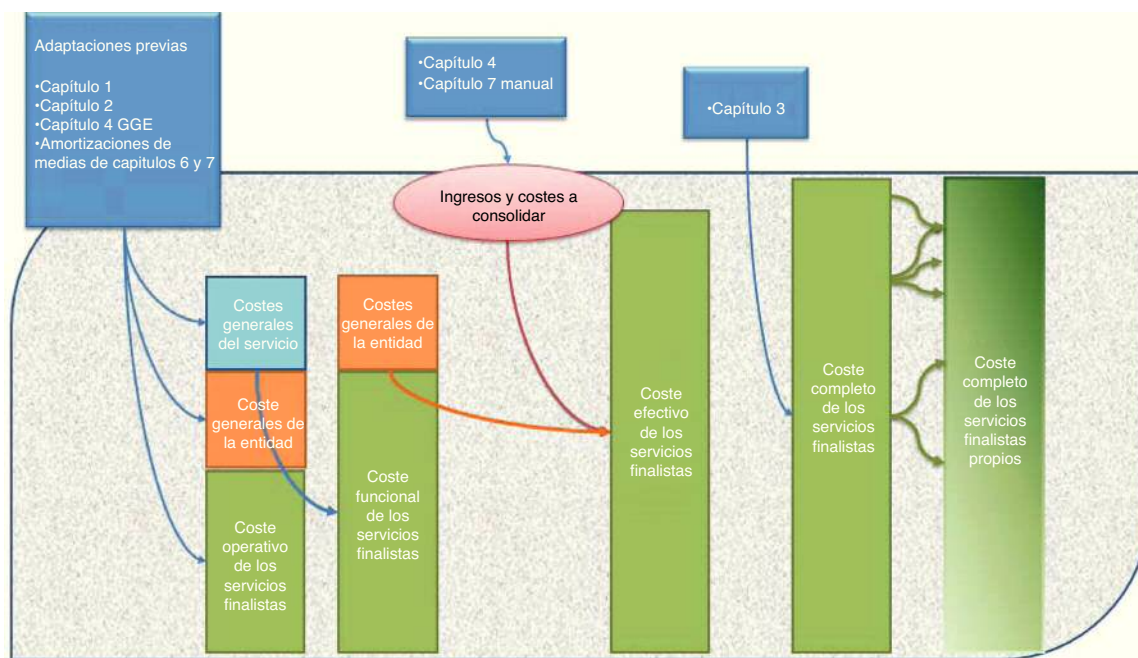 Adaptaciones previas
•Capítulo 1
•Capítulo 2
•Capítulo 4 GGE
•Amortizaciones de
medias de capitulos 6 y 7
•Capítulo 4
•Capítulo 7 manual
•Capítulo 3
Ingresos y costes a
consolidar
Costes
generales
del servicio
Coste
generales de
la entidad
Coste
operativo
de los
servicios
finalistas
Costes
generales de
la entidad
Coste
funcional
de los
servicios
finalistas
Coste
efectivo
de los
servicios
finalistas
Coste
completo
de los
servicios
finalistas
Coste
completo
de los
servicios
finalistas
propios